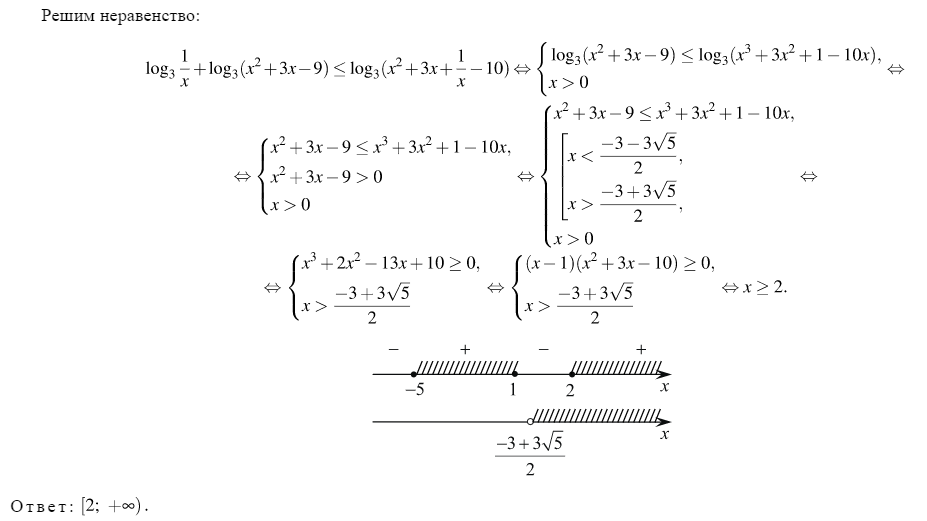 Решим неравенство:
log₃ 1/x + log₃(x² + 3x − 9) ≤ log₃(x² + 3x + 1/x − 10) ⇔ { log₃(x² + 3x − 9) ≤ log₃(x³ + 3x² + 1 − 10x), x > 0 ⇔
⇔ { x² + 3x − 9 ≤ x³ + 3x² + 1 − 10x, x² + 3x − 9 > 0 x > 0 ⇔ { x² + 3x − 9 ≤ x³ + 3x² + 1 − 10x, [ x < (−3 − 3√5)/2, x > (−3 + 3√5)/2, x > 0 ⇔
⇔ { x³ + 2x² − 13x + 10 ≥ 0, x > (−3 + 3√5)/2 ⇔ { (x − 1)(x² + 3x − 10) ≥ 0, x > (−3 + 3√5)/2 ⇔ x ≥ 2.
− + − +
−5 1 2 x
x
(−3 + 3√5)/2
Ответ: [2; +∞).